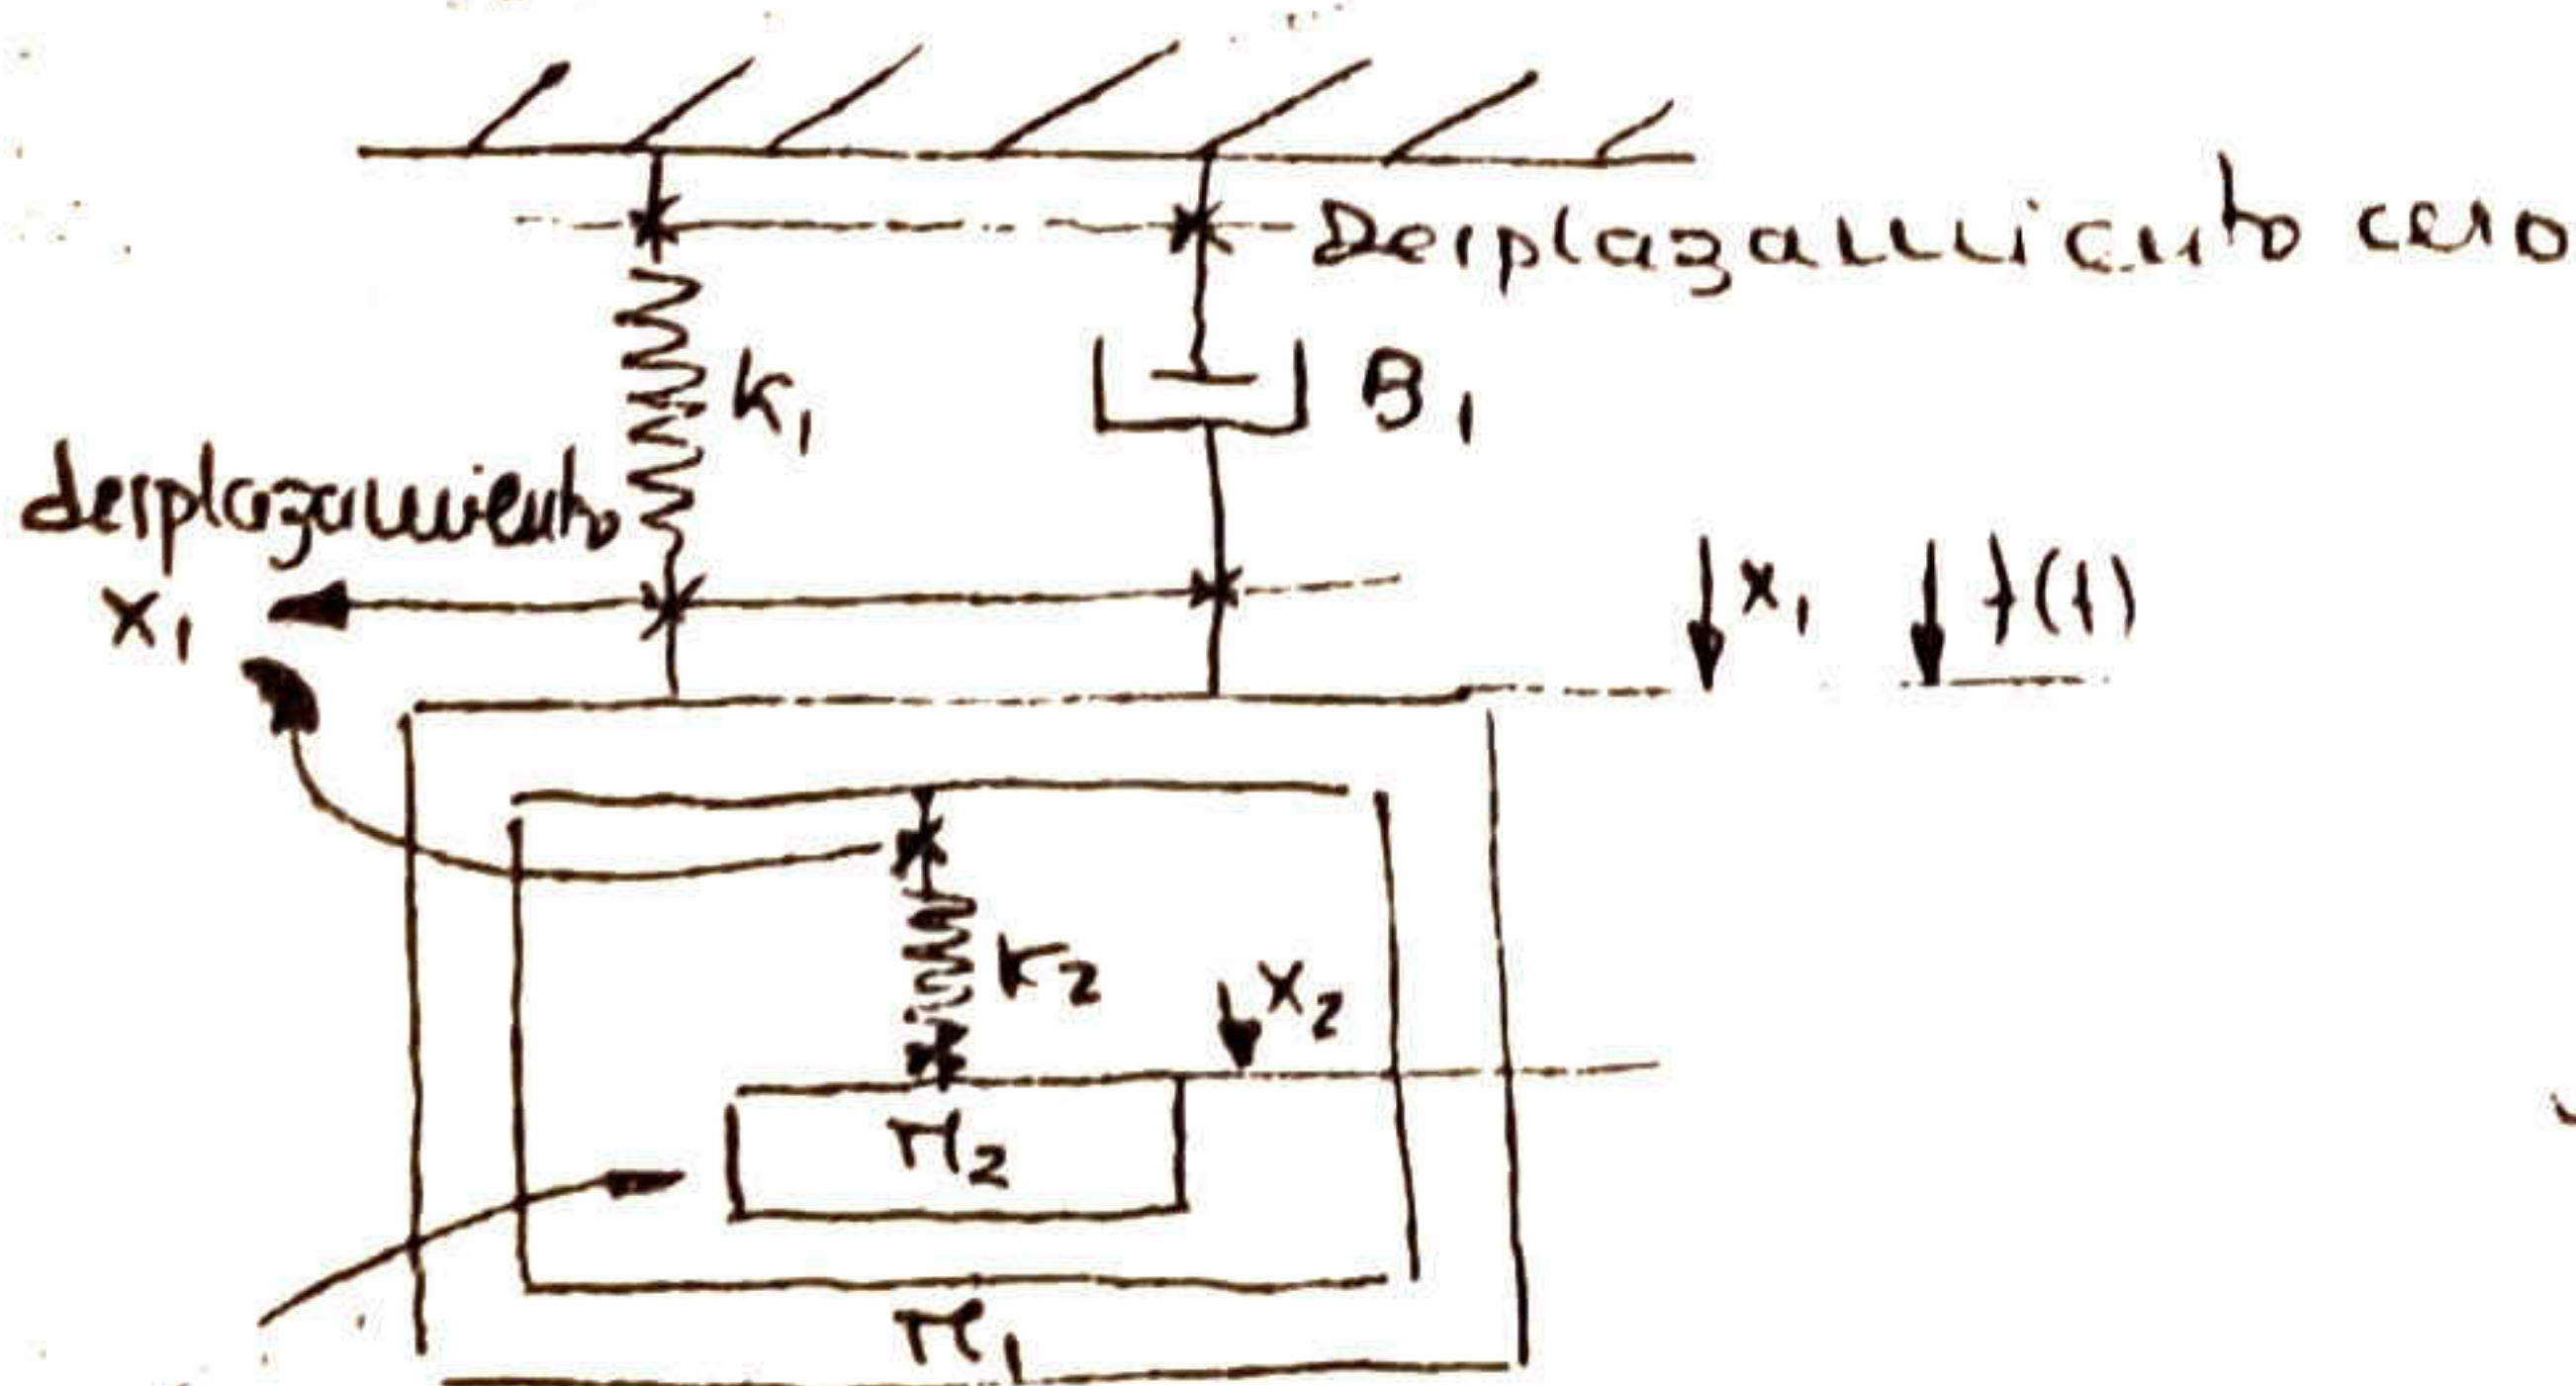 Desplazamiento cero
K1
B1
desplazamiento
x1
x1
f(t)
K2
x2
M2
M1